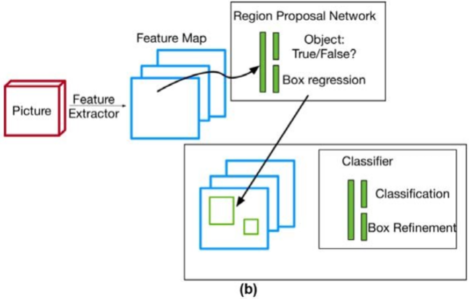 Region Proposal Network
Feature Map
Object:
True/False?
Box regression
Picture
Feature
Extractor
Classifier
Classification
Box Refinement
(b)